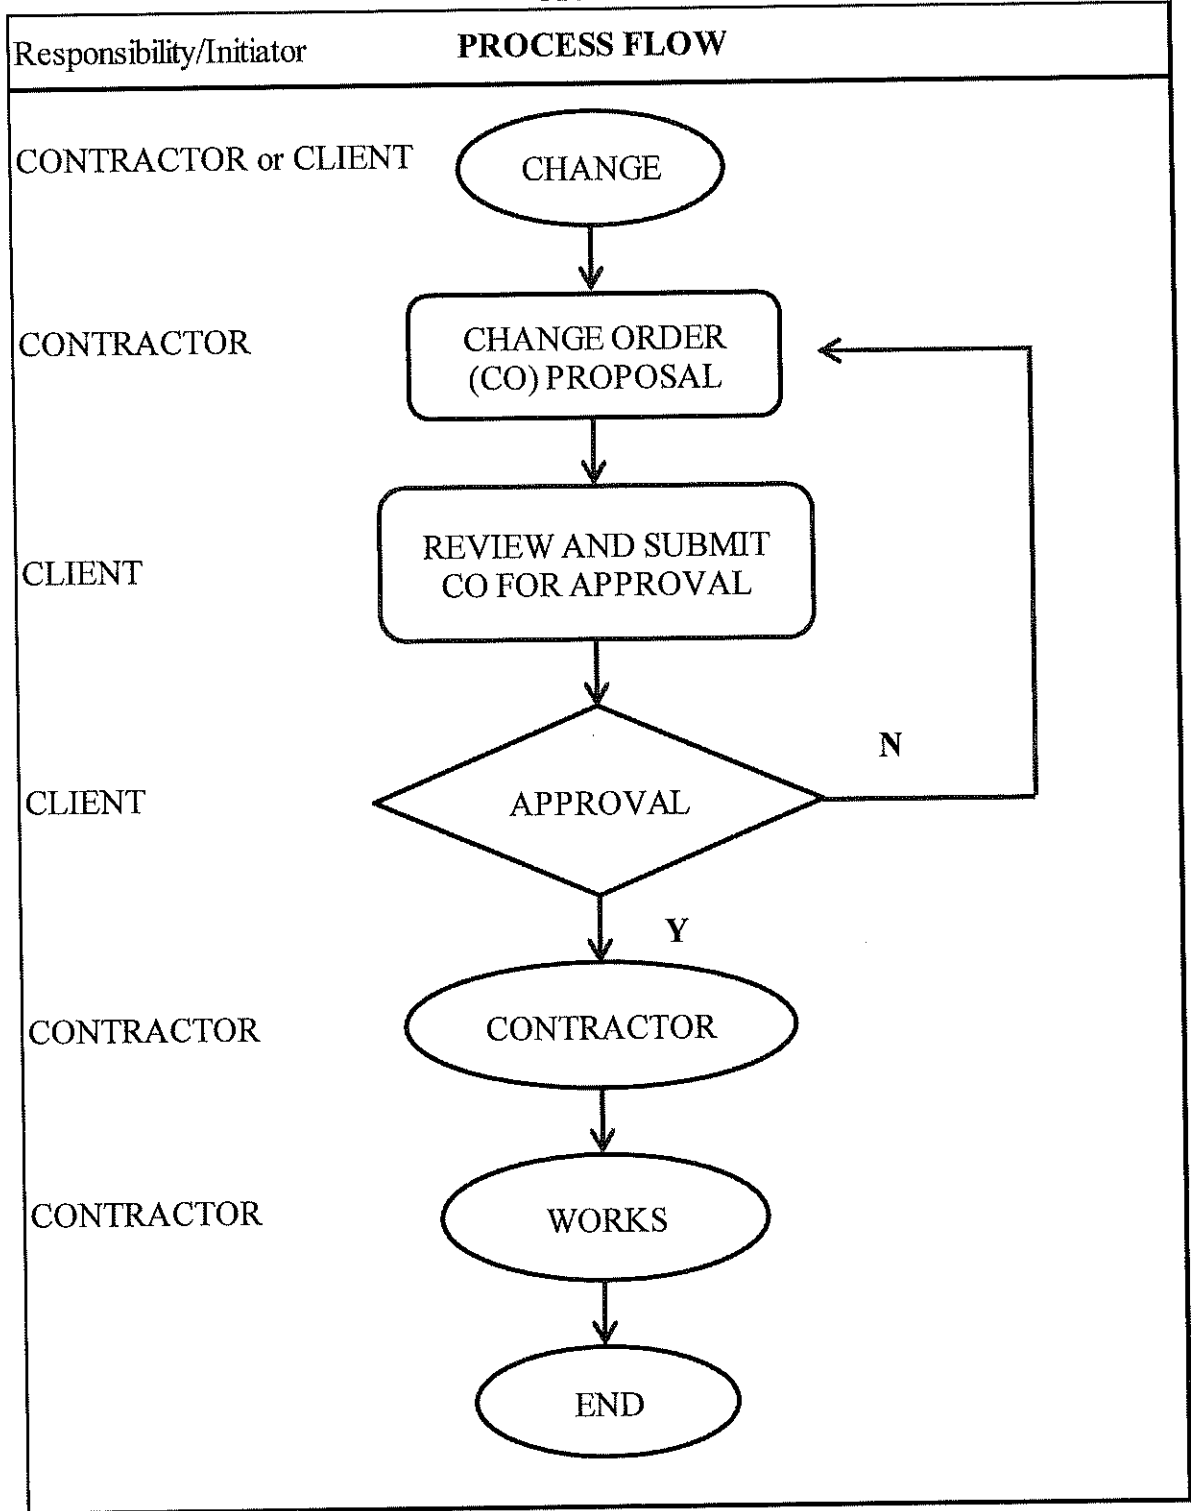 Responsibility/Initiator PROCESS FLOW
CONTRACTOR or CLIENT CHANGE
CONTRACTOR CHANGE ORDER
(CO) PROPOSAL
REVIEW AND SUBMIT
CLIENT CO FOR APPROVAL
N
CLIENT APPROVAL
Y
CONTRACTOR CONTRACTOR
CONTRACTOR WORKS
END